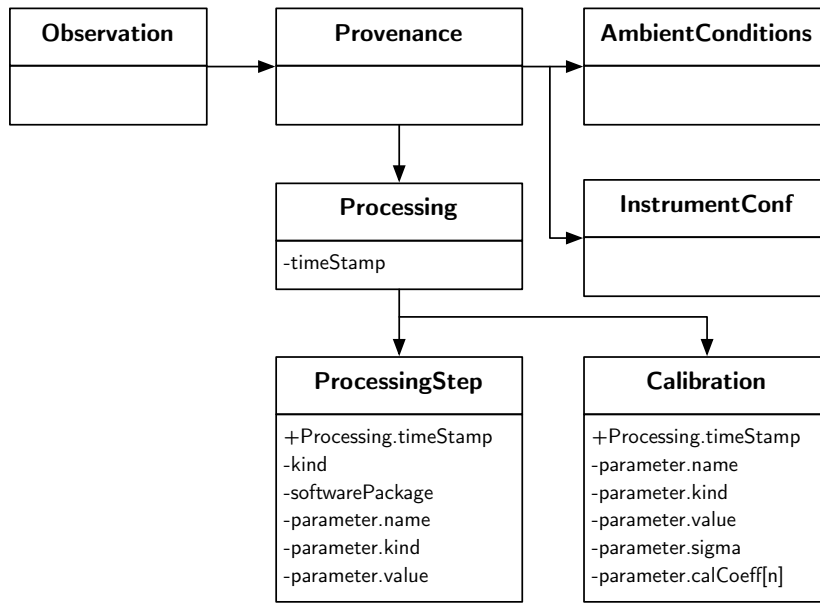 Observation
Provenance
AmbientConditions
Processing
-timeStamp
InstrumentConf
ProcessingStep
+Processing.timeStamp
-kind
-softwarePackage
-parameter.name
-parameter.kind
-parameter.value
Calibration
+Processing.timeStamp
-parameter.name
-parameter.kind
-parameter.value
-parameter.sigma
-parameter.calCoeff[n]